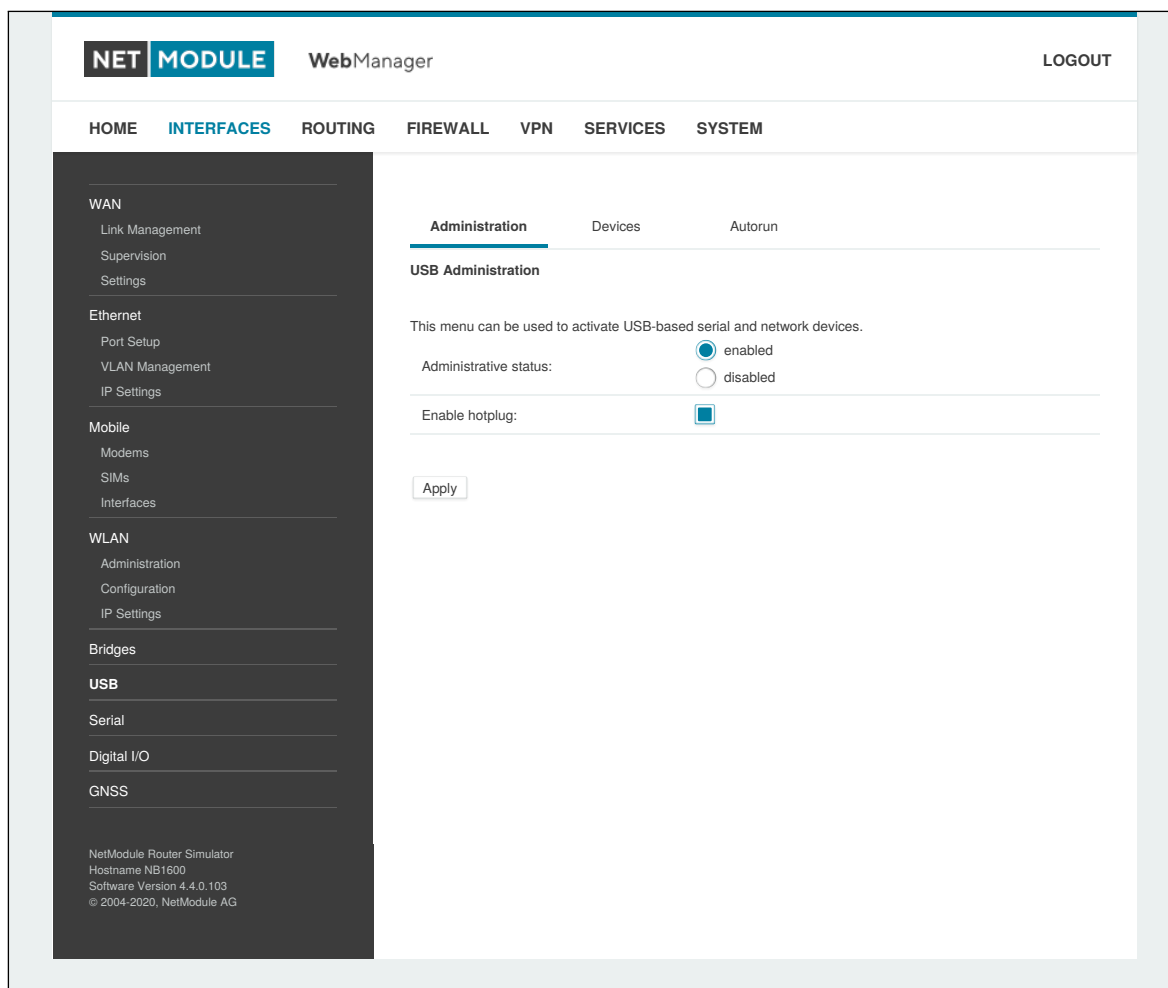 NET MODULE WebManager LOGOUT
HOME INTERFACES ROUTING FIREWALL VPN SERVICES SYSTEM
WAN
Link Management
Supervision
Settings
Ethernet
Port Setup
VLAN Management
IP Settings
Mobile
Modems
SIMs
Interfaces
WLAN
Administration
Configuration
IP Settings
Bridges
USB
Serial
Digital I/O
GNSS
NetModule Router Simulator
Hostname NB1600
Software Version 4.4.0.103
© 2004-2020, NetModule AG
Administration Devices Autorun
USB Administration
This menu can be used to activate USB-based serial and network devices.
Administrative status:
enabled
disabled
Enable hotplug:
Apply